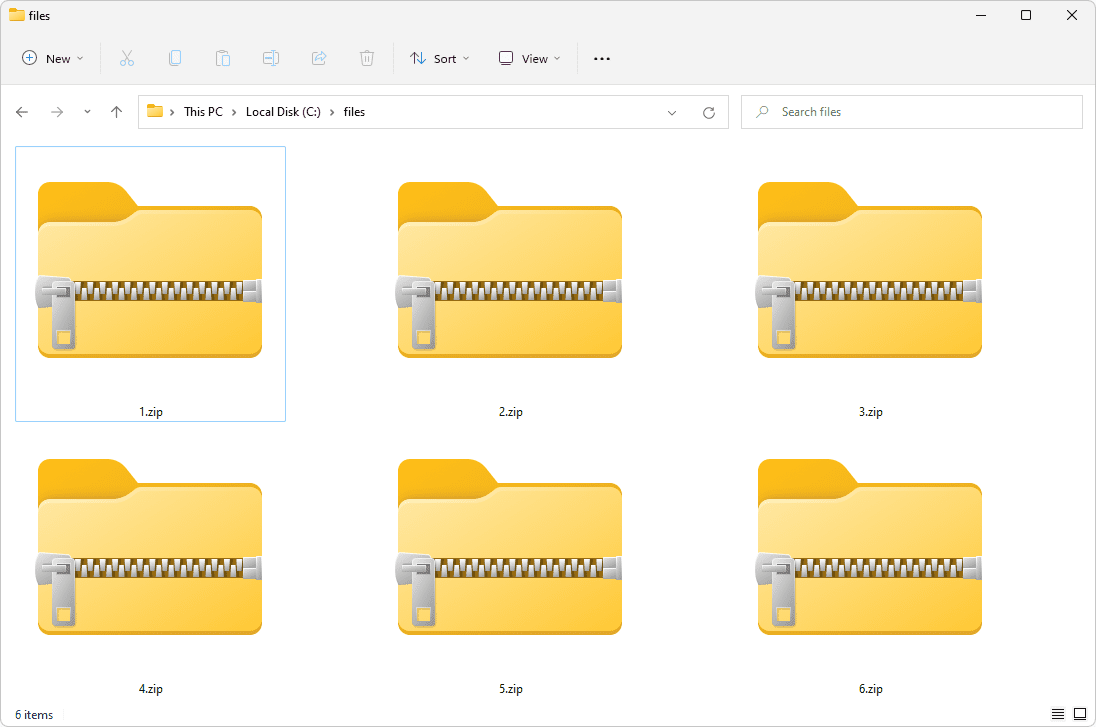 files
New
Sort
View
This PC > Local Disk (C:) > files
Search files
1.zip
2.zip
3.zip
4.zip
5.zip
6.zip
6 items